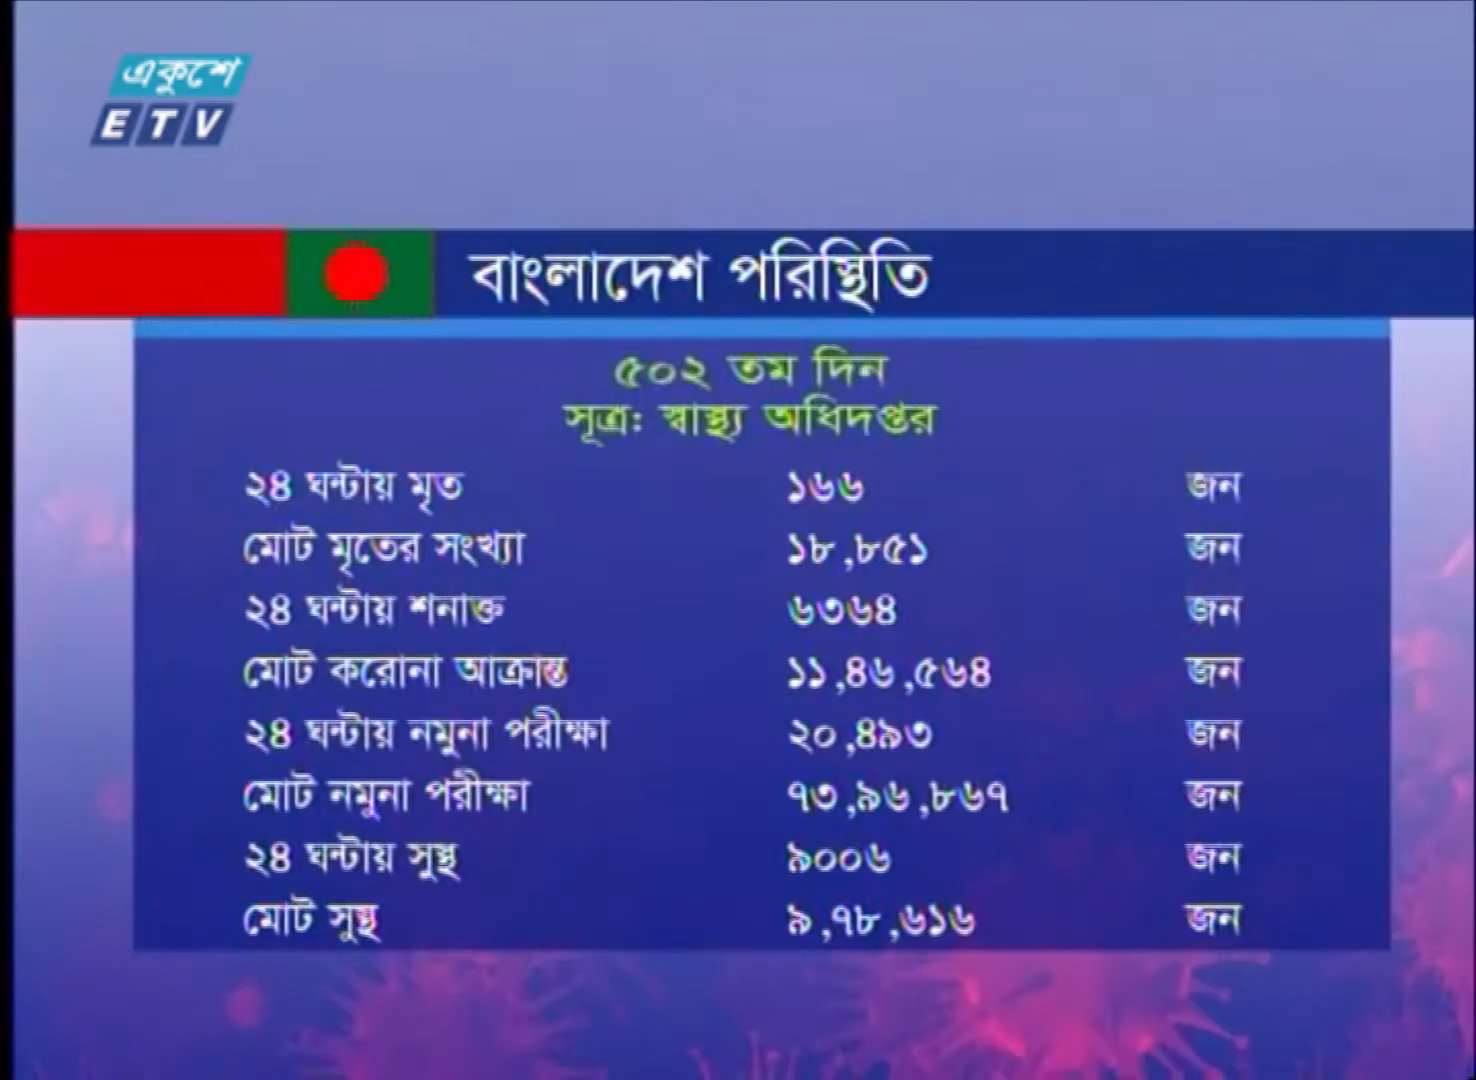 একুশে
ETV
বাংলাদেশ পরিস্থিতি
৫০২ তম দিন
সূত্র: স্বাস্থ্য অধিদপ্তর
২৪ ঘন্টায় মৃত ১৬৬ জন
মোট মৃতের সংখ্যা ১৮,৮৫১ জন
২৪ ঘন্টায় শনাক্ত ৬৩৬৪ জন
মোট করোনা আক্রান্ত ১১,৪৬,৫৬৪ জন
২৪ ঘন্টায় নমুনা পরীক্ষা ২০,৪৯৩ জন
মোট নমুনা পরীক্ষা ৭৩,৯৬,৮৬৭ জন
২৪ ঘন্টায় সুস্থ ৯০০৬ জন
মোট সুস্থ ৯,৭৮,৬১৬ জন